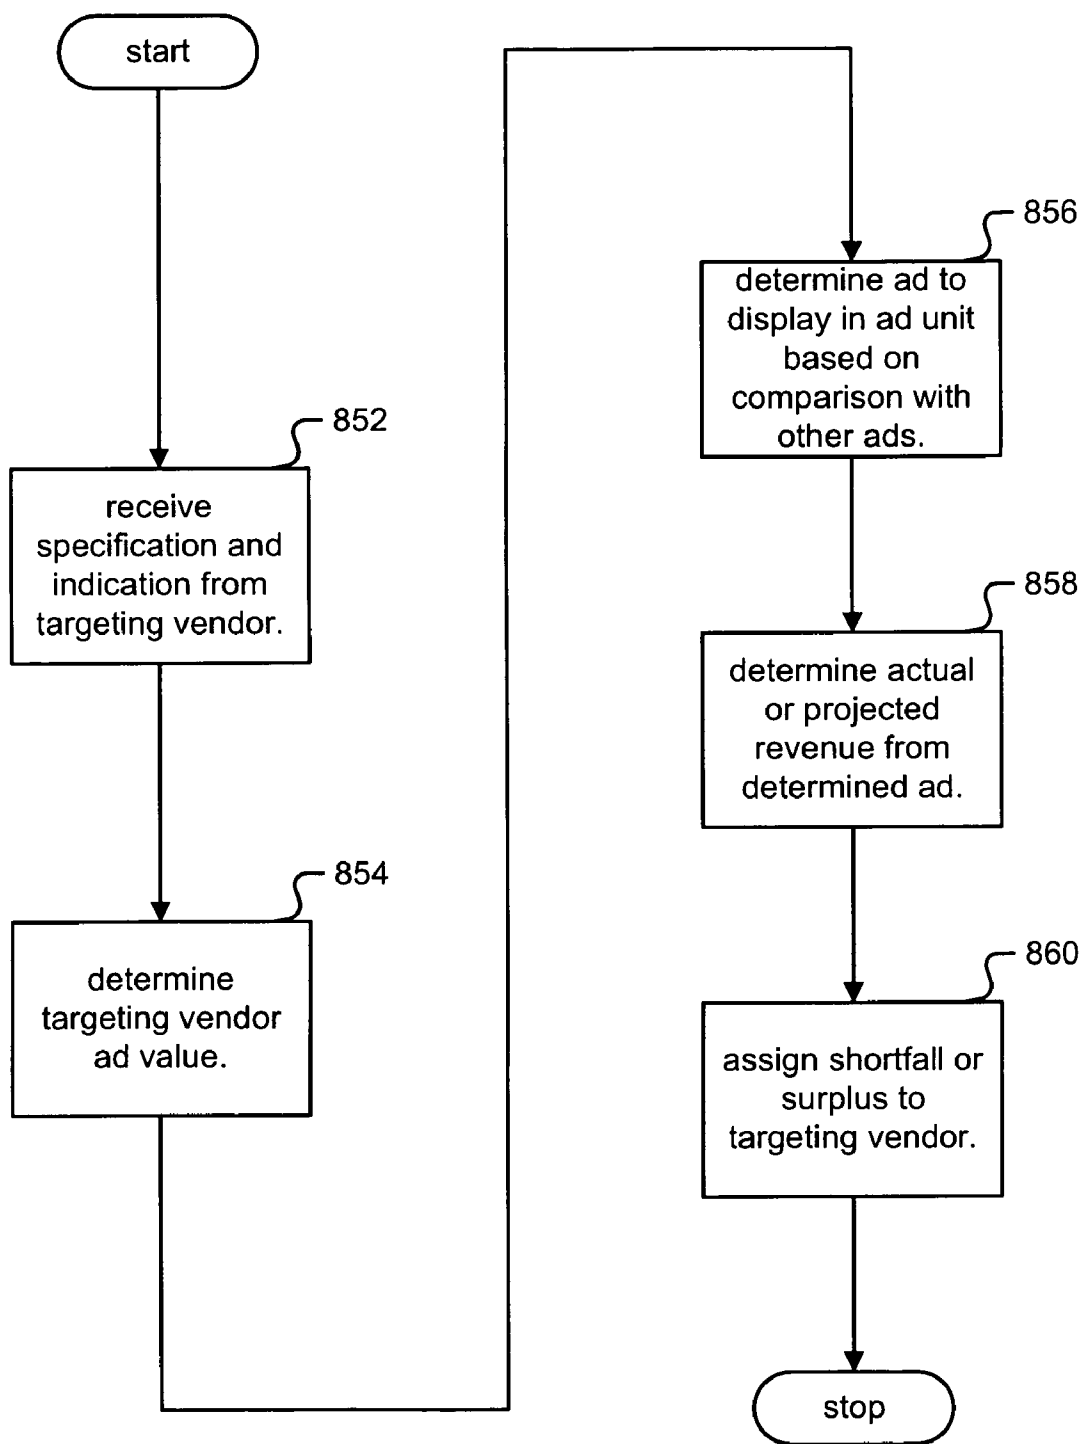 start
852
receive
specification and
indication from
targeting vendor.
854
determine
targeting vendor
ad value.
856
determine ad to
display in ad unit
based on
comparison with
other ads.
858
determine actual
or projected
revenue from
determined ad.
860
assign shortfall or
surplus to
targeting vendor.
stop